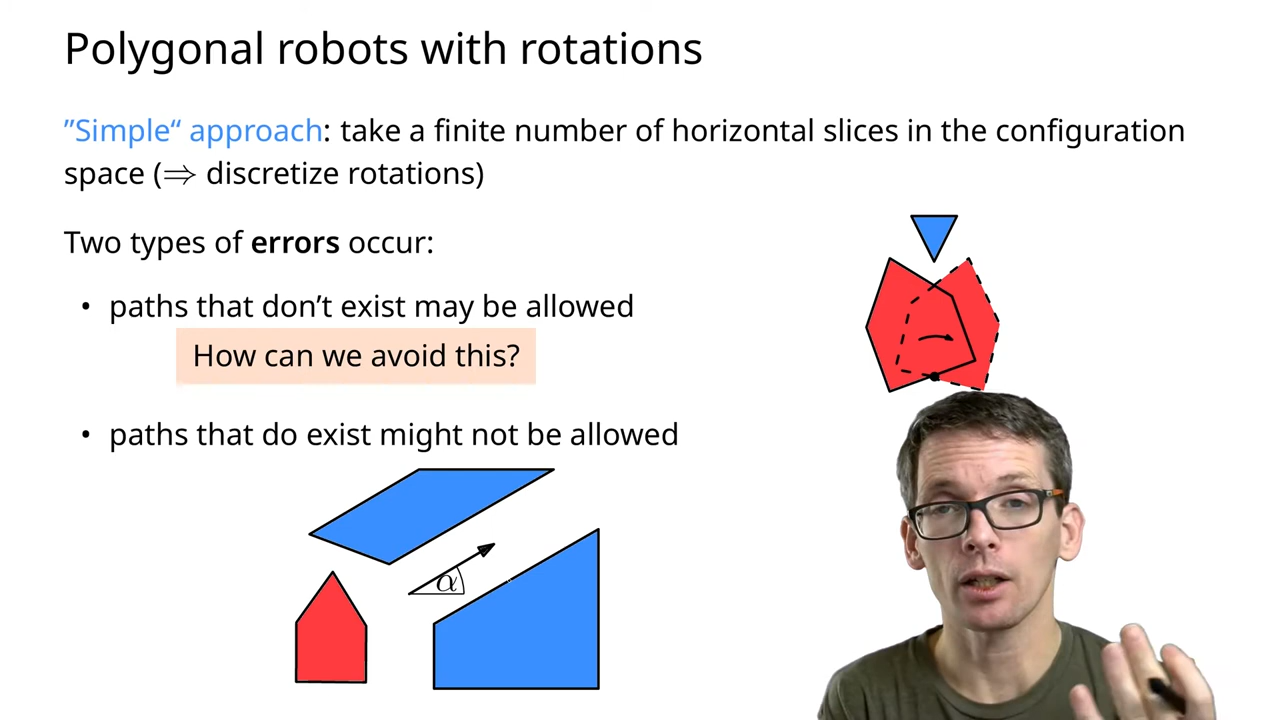 Polygonal robots with rotations
”Simple“ approach: take a finite number of horizontal slices in the configuration
space (⇒ discretize rotations)
Two types of errors occur:
• paths that don’t exist may be allowed
How can we avoid this?
• paths that do exist might not be allowed
α